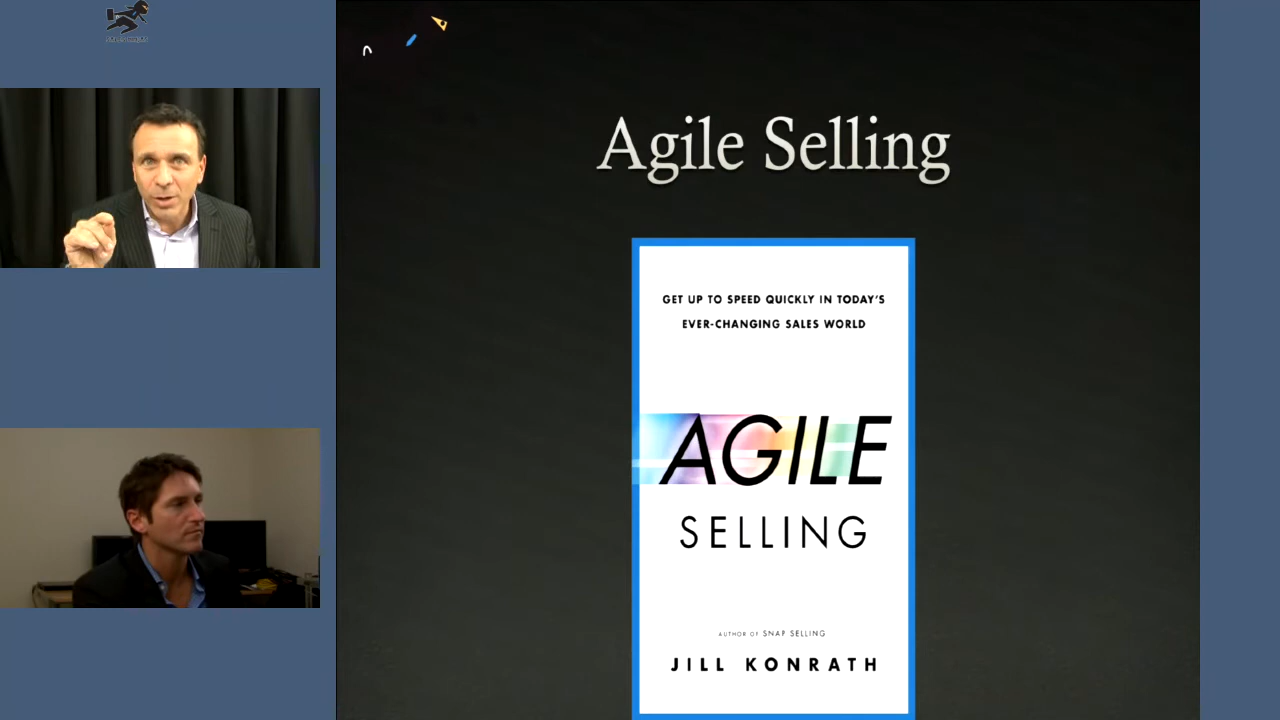 Agile Selling
GET UP TO SPEED QUICKLY IN TODAY'S
EVER-CHANGING SALES WORLD
AGILE
SELLING
AUTHOR OF SNAP SELLING
JILL KONRATH